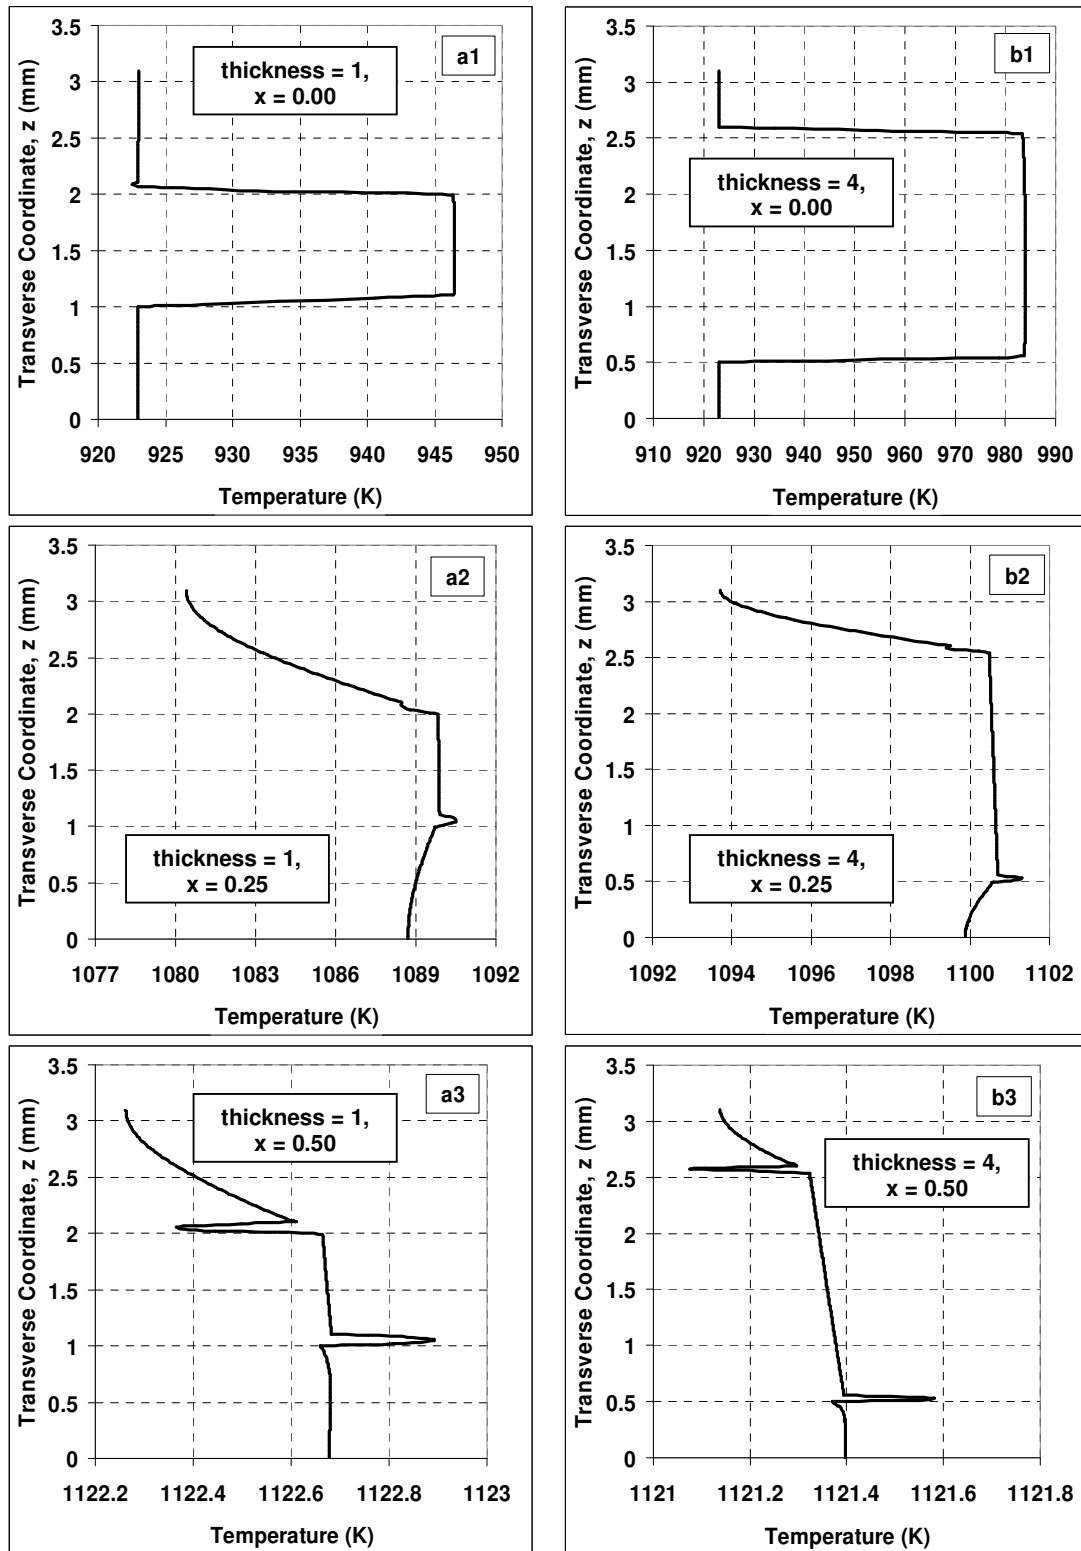 a1
thickness = 1,
x = 0.00
Transverse Coordinate, z (mm)
3.5
3
2.5
2
1.5
1
0.5
0
920 925 930 935 940 945 950
Temperature (K)
b1
thickness = 4,
x = 0.00
Transverse Coordinate, z (mm)
3.5
3
2.5
2
1.5
1
0.5
0
910 920 930 940 950 960 970 980 990
Temperature (K)
a2
thickness = 1,
x = 0.25
Transverse Coordinate, z (mm)
3.5
3
2.5
2
1.5
1
0.5
0
1077 1080 1083 1086 1089 1092
Temperature (K)
b2
thickness = 4,
x = 0.25
Transverse Coordinate, z (mm)
3.5
3
2.5
2
1.5
1
0.5
0
1092 1094 1096 1098 1100 1102
Temperature (K)
a3
thickness = 1,
x = 0.50
Transverse Coordinate, z (mm)
3.5
3
2.5
2
1.5
1
0.5
0
1122.2 1122.4 1122.6 1122.8 1123
Temperature (K)
b3
thickness = 4,
x = 0.50
Transverse Coordinate, z (mm)
3.5
3
2.5
2
1.5
1
0.5
0
1121 1121.2 1121.4 1121.6 1121.8
Temperature (K)